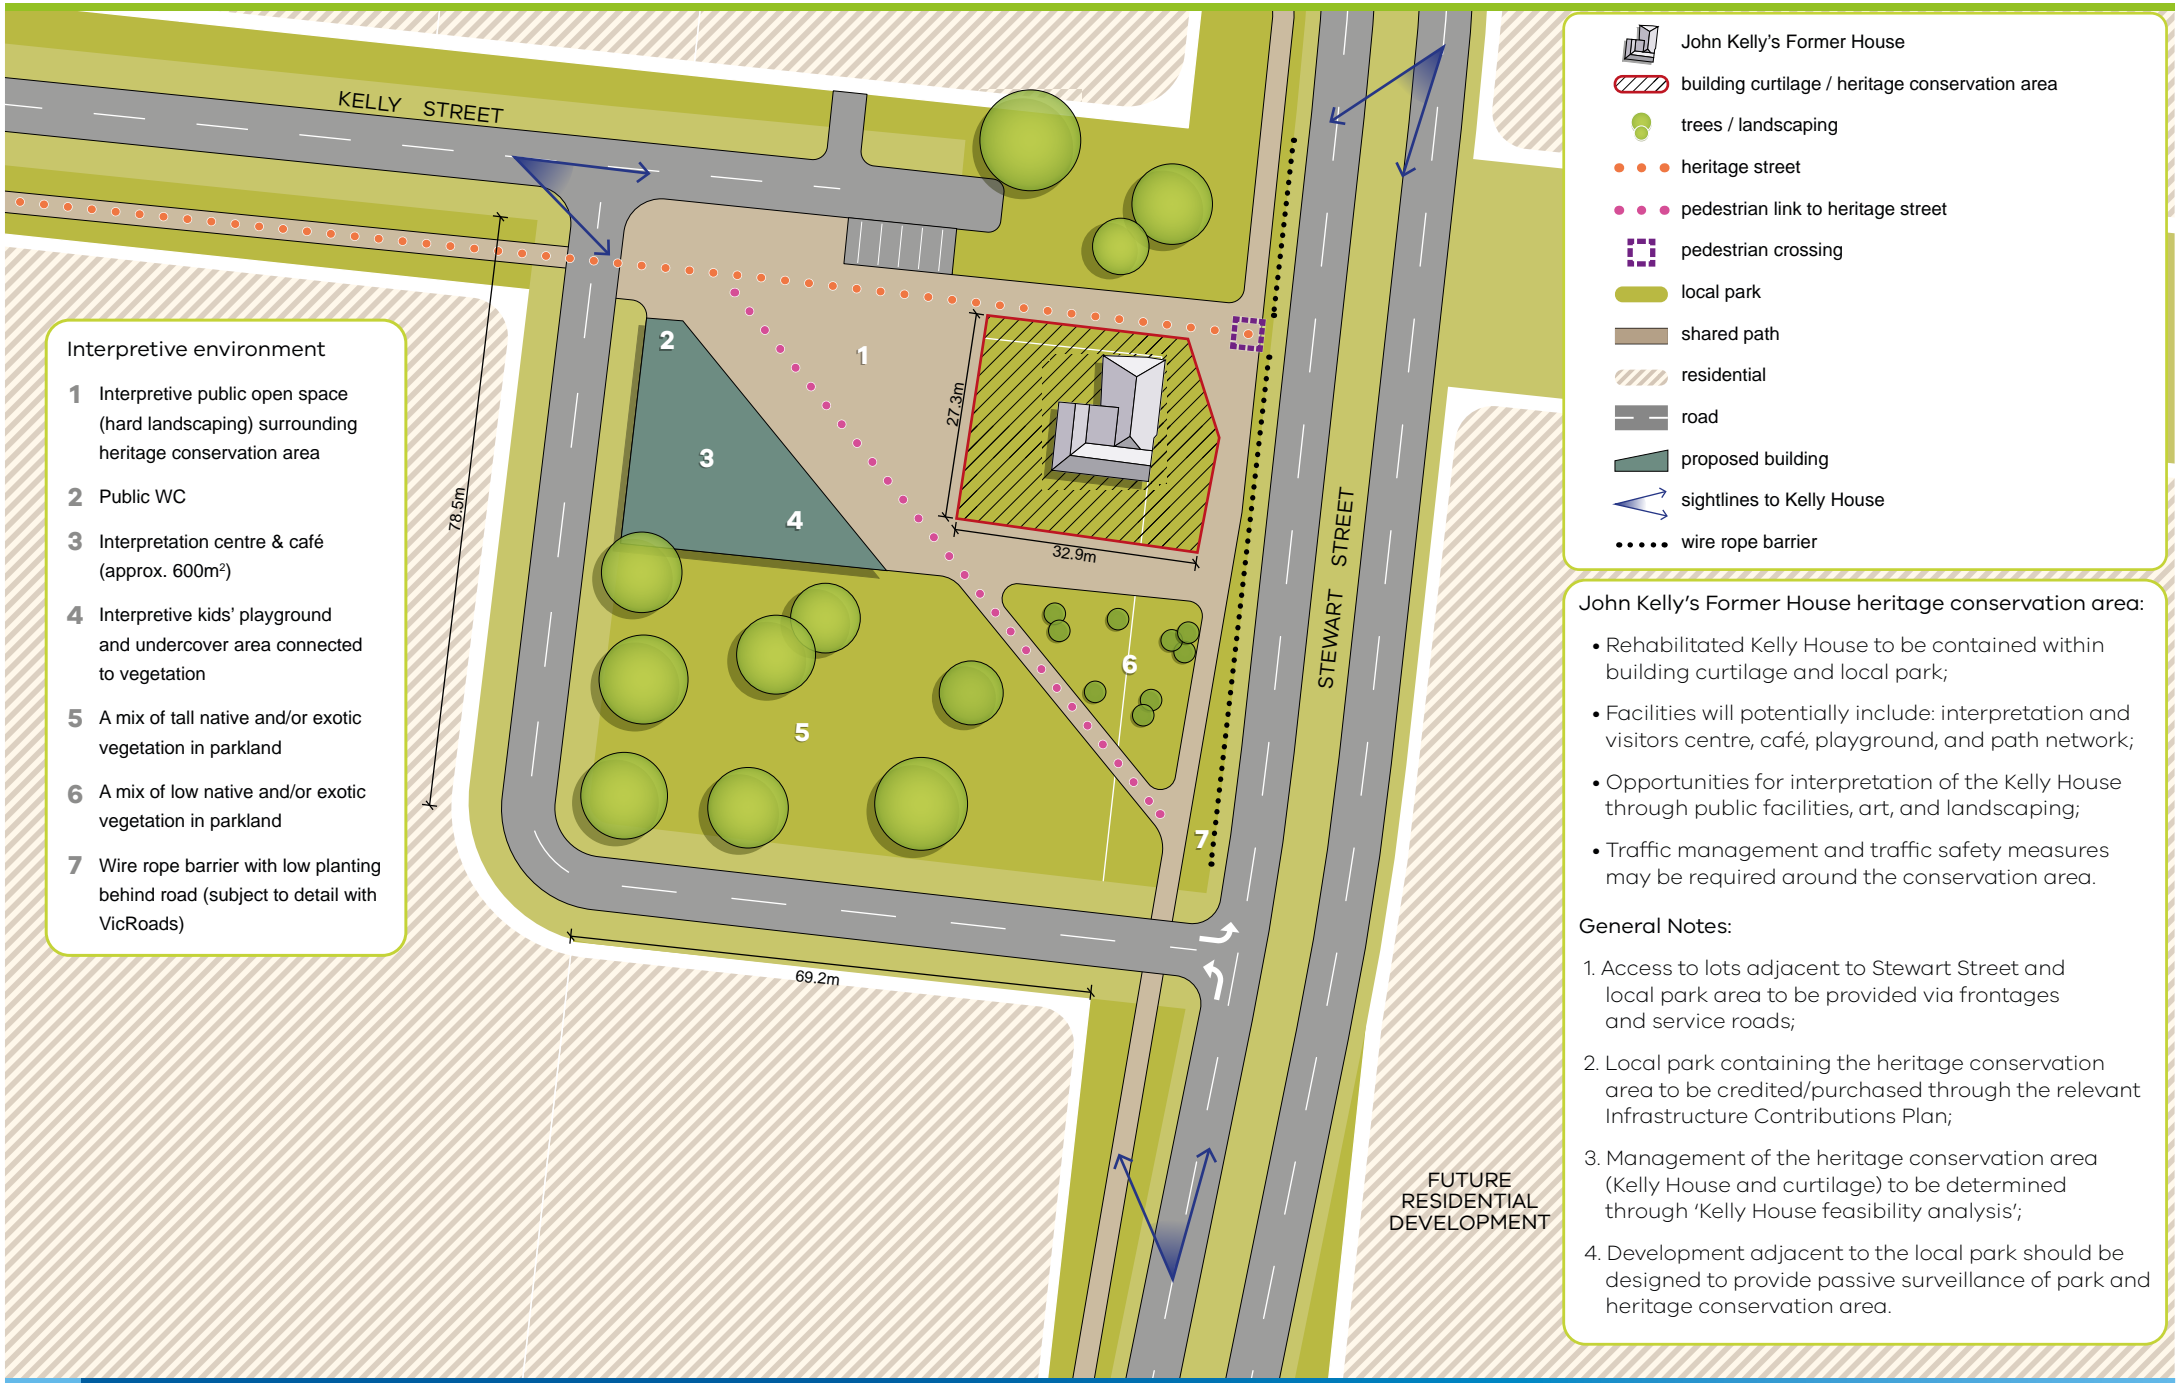 KELLY STREET
Interpretive environment
1 Interpretive public open space
(hard landscaping) surrounding
heritage conservation area
2 Public WC
3 Interpretation centre & café
(approx. 600m²)
4 Interpretive kids' playground
and undercover area connected
to vegetation
5 A mix of tall native and/or exotic
vegetation in parkland
6 A mix of low native and/or exotic
vegetation in parkland
7 Wire rope barrier with low planting
behind road (subject to detail with
VicRoads)
78.5m
2
1
3
4
27.3m
32.9m
6
5
7
69.2m
STEWART STREET
FUTURE
RESIDENTIAL
DEVELOPMENT
John Kelly's Former House
building curtilage / heritage conservation area
trees / landscaping
heritage street
pedestrian link to heritage street
pedestrian crossing
local park
shared path
residential
road
proposed building
sightlines to Kelly House
wire rope barrier
John Kelly's Former House heritage conservation area:
• Rehabilitated Kelly House to be contained within
building curtilage and local park;
• Facilities will potentially include: interpretation and
visitors centre, café, playground, and path network;
• Opportunities for interpretation of the Kelly House
through public facilities, art, and landscaping;
• Traffic management and traffic safety measures
may be required around the conservation area.
General Notes:
1. Access to lots adjacent to Stewart Street and
local park area to be provided via frontages
and service roads;
2. Local park containing the heritage conservation
area to be credited/purchased through the relevant
Infrastructure Contributions Plan;
3. Management of the heritage conservation area
(Kelly House and curtilage) to be determined
through ‘Kelly House feasibility analysis’;
4. Development adjacent to the local park should be
designed to provide passive surveillance of park and
heritage conservation area.